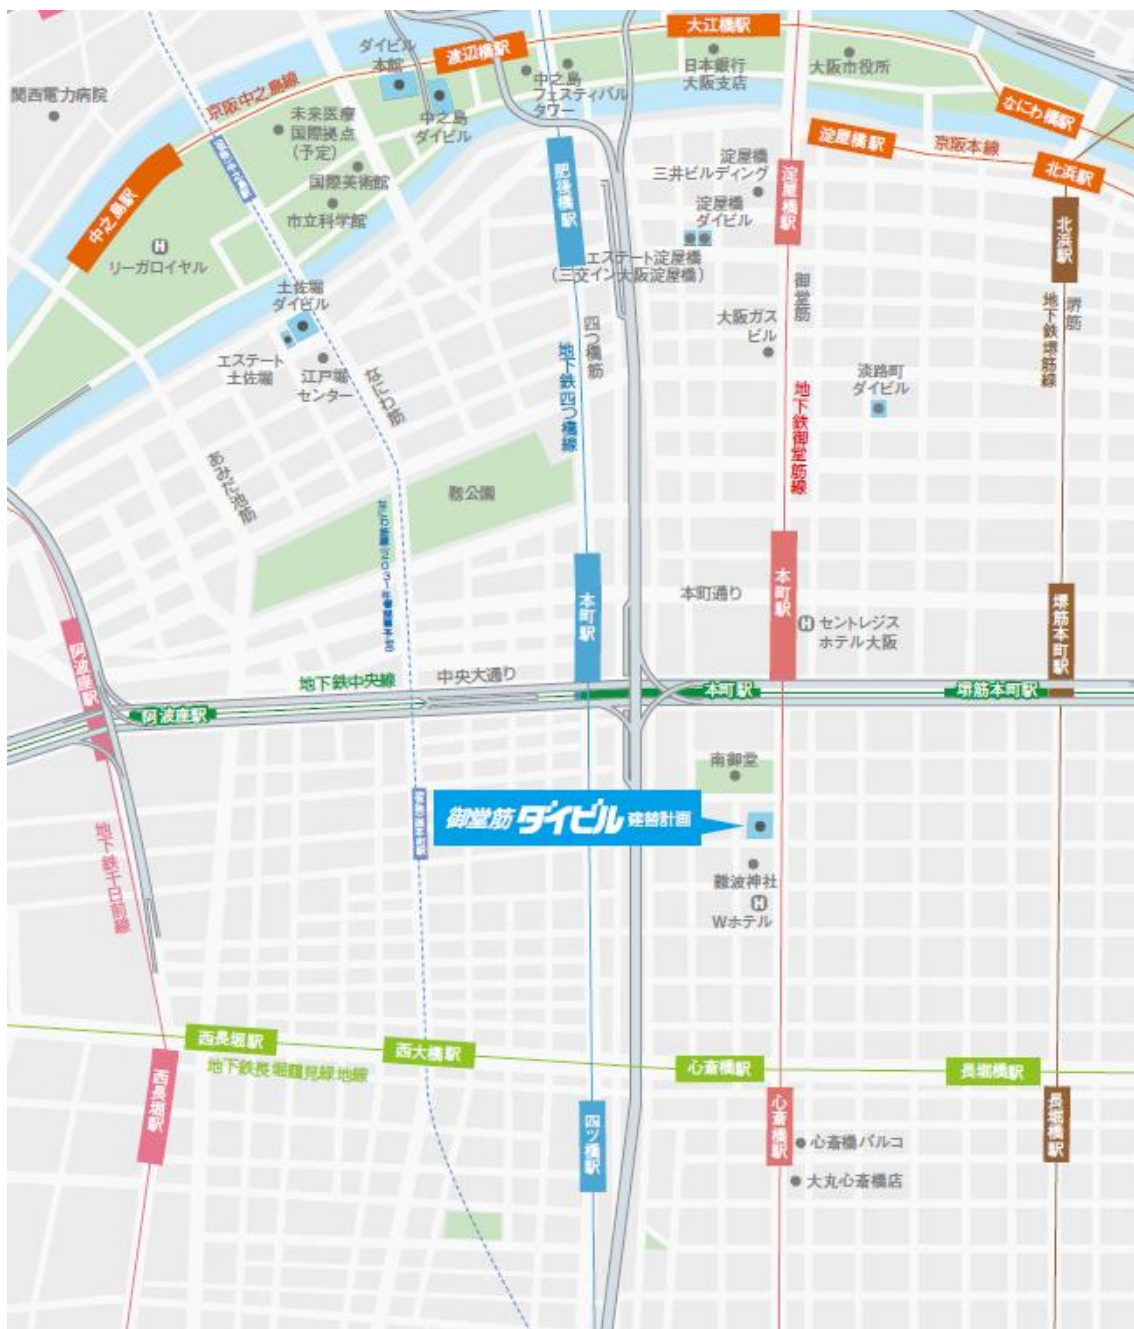 大江橋駅
ダイビル
本館
渡辺橋駅
中之島
フェスティバル
タワー
日本銀行
大阪支店
大阪市役所
関西電力病院
京阪中之島線
中之島
ダイビル
なにわ橋駅
未来医療
国際拠点
(予定)
淀屋橋駅
京阪本線
北浜駅
肥後橋駅
淀屋橋
三井ビルディング
淀屋橋駅
国際美術館
中之島駅
市立科学館
淀屋橋
ダイビル
北浜駅
リーガロイヤル
エステート淀屋橋
(三交イン大阪淀屋橋)
御堂筋
土佐堀
ダイビル
四つ橋筋
大阪ガス
ビル
地下鉄堺筋線
堺筋
エステート
土佐堀
江戸堀
センター
なにわ筋
地下鉄四つ橋線
淡路町
ダイビル
地下鉄御堂筋線
あみだ池筋
靱公園
本町駅
本町駅
本町通り
セントレジス
ホテル大阪
堺筋本町駅
阿波座駅
地下鉄中央線
中央大通り
阿波座駅
本町駅
堺筋本町駅
南御堂
御堂筋ダイビル建替計画
地下鉄千日前線
難波神社
Wホテル
西長堀駅
西大橋駅
心斎橋駅
長堀橋駅
地下鉄長堀鶴見緑地線
西長堀駅
四ツ橋駅
心斎橋駅
長堀橋駅
心斎橋パルコ
大丸心斎橋店